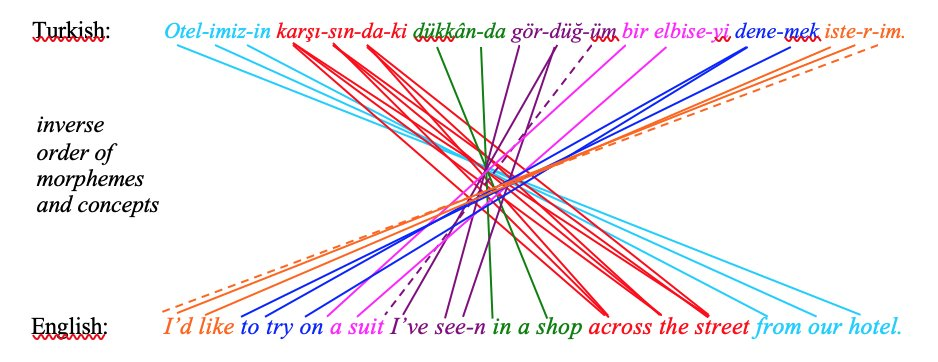 Turkish: Otel-imiz-in karşı-sın-da-ki dükkân-da gör-düğ-üm bir elbise-yi dene-mek iste-r-im.
inverse
order of
morphemes
and concepts
English: I’d like to try on a suit I’ve see-n in a shop across the street from our hotel.